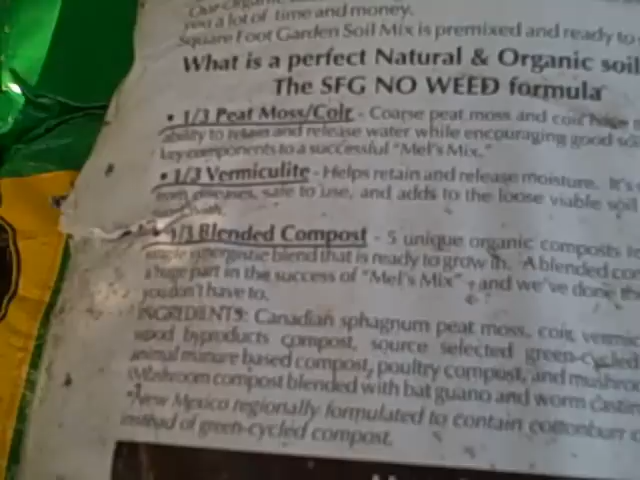 Our Organic
you a lot of time and money.
Square Foot Garden Soil Mix is premixed and ready to
What is a perfect Natural & Organic soil
The SFG NO WEED formula
• 1/3 Peat Moss/Coir - Coarse peat moss and coir have
ability to retain and release water while encouraging good soil
key components to a successful "Mel's Mix."
• 1/3 Vermiculite - Helps retain and release moisture. It's
from diseases, safe to use, and adds to the loose viable soil
• 1/3 Blended Compost - 5 unique organic composts
synergistic blend that is ready to grow in. A blended
a huge part in the success of "Mel's Mix" and we've done the
you don't have to.
INGREDIENTS: Canadian sphagnum peat moss, coir,
wood byproducts compost, source selected green-cycled
animal manure based compost, poultry compost, and
(Mushroom compost blended with bat guano and worm
*New Mexico regionally formulated to contain cottonburr
instead of green-cycled compost.